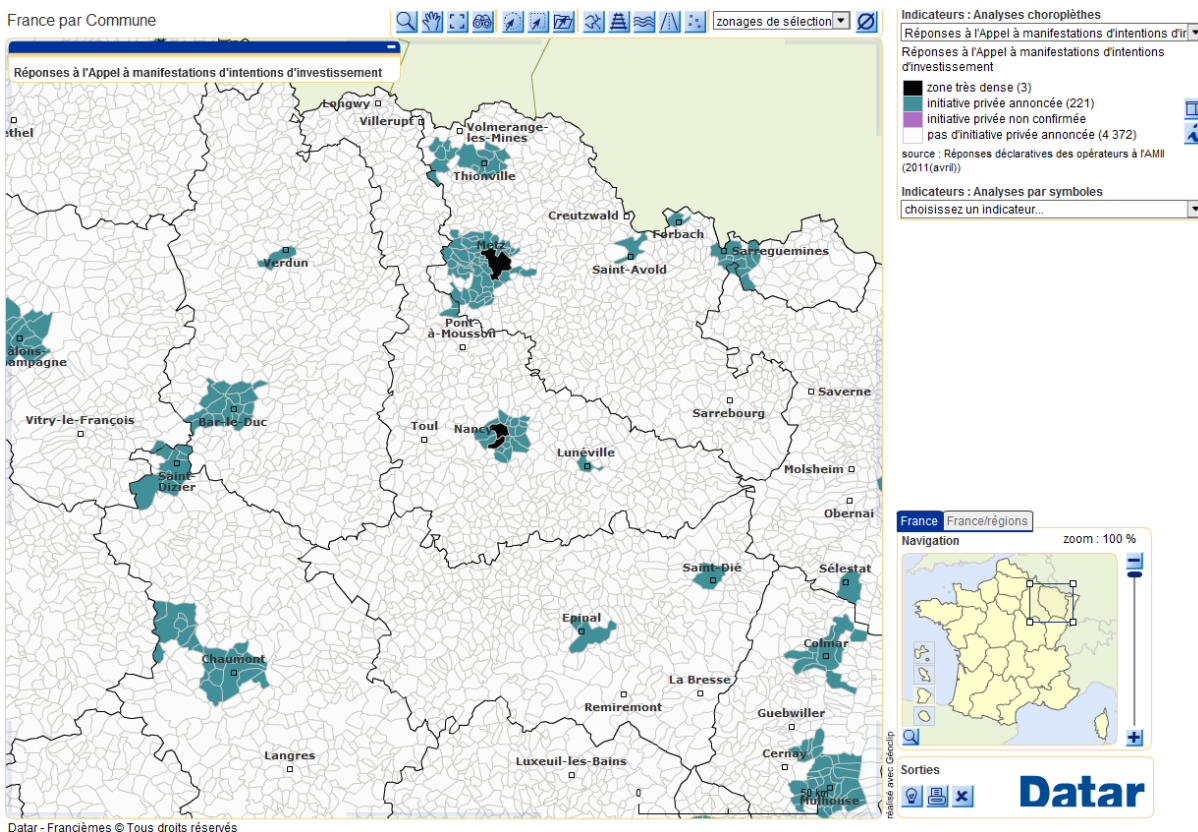 France par Commune
zonages de sélection
Réponses à l'Appel à manifestations d'intentions d'investissement
Longwy
Villerupt
Volmerange-
les-Mines
ethel
Thionville
Creutzwald
Forbach
Metz
Sarreguemines
Verdun
Saint-Avold
Pont-
à-Mousson
âlons-
ampagne
Saverne
Sarrebourg
Vitry-le-François
Bar-le-Duc
Toul
Nancy
Lunéville
Molsheim
Saint-
Dizier
Obernai
Saint-Dié
Sélestat
Epinal
Colmar
Chaumont
La Bresse
Remiremont
Guebwiller
Langres
Luxeuil-les-Bains
Cernay
0
50 km
Mulhouse
réalisé avec Géoclip
Datar - Francièmes © Tous droits réservés
Indicateurs : Analyses choroplèthes
Réponses à l'Appel à manifestations d'intentions d'in
Réponses à l'Appel à manifestations d'intentions
d'investissement
zone très dense (3)
initiative privée annoncée (221)
initiative privée non confirmée
pas d'initiative privée annoncée (4 372)
source : Réponses déclaratives des opérateurs à l'AMII
(2011(avril))
Indicateurs : Analyses par symboles
choisissez un indicateur...
France France/régions
Navigation zoom : 100 %
Sorties
Datar